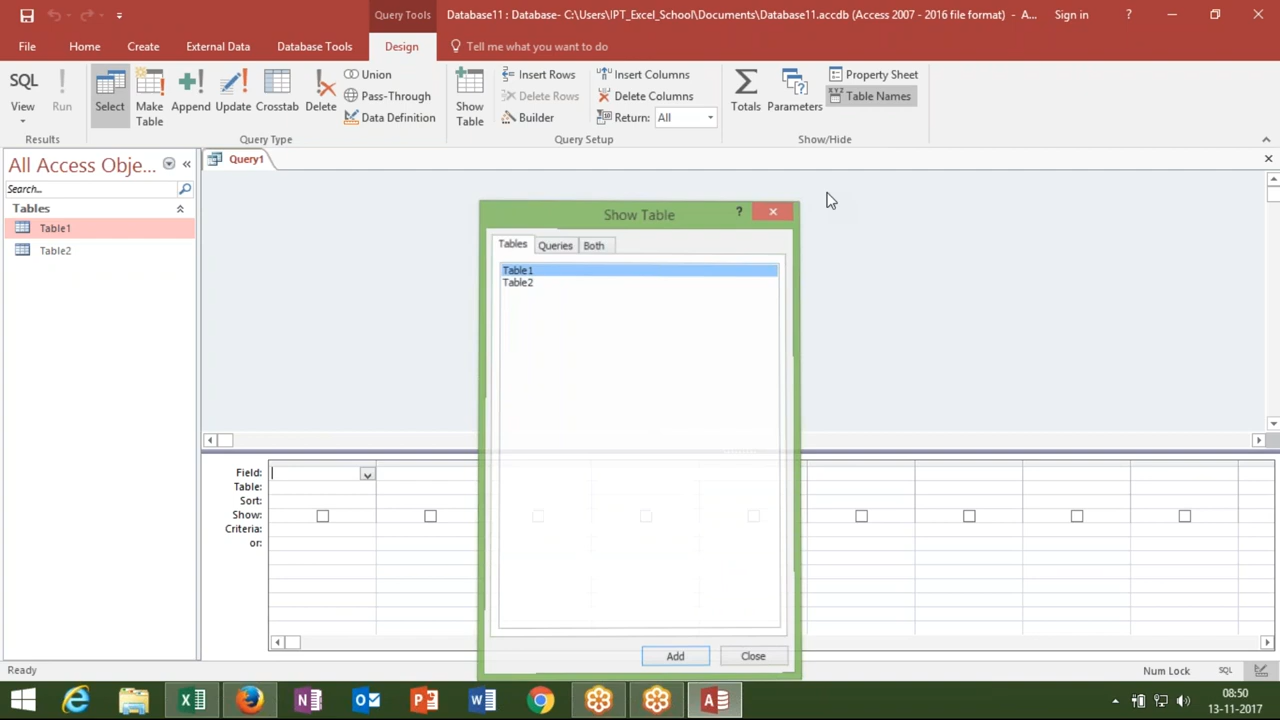 Query Tools
Database11 : Database- C:\Users\IPT_Excel_School\Documents\Database11.accdb (Access 2007 - 2016 file format) - A...
Sign in
?
File Home Create External Data Database Tools Design Tell me what you want to do
SQL
View
Run
Results
Select
Make Table
Append
Update
Crosstab
Delete
Union
Pass-Through
Data Definition
Query Type
Show Table
Insert Rows
Delete Rows
Builder
Insert Columns
Delete Columns
Return: All
Query Setup
Totals
Parameters
Property Sheet
XYZ Table Names
Show/Hide
All Access Obje...
Search...
Tables
Table1
Table2
Query1
Show Table
?
Tables Queries Both
Table1
Table2
Add Close
Field:
Table:
Sort:
Show:
Criteria:
or:
Ready
Num Lock
SQL
08:50
13-11-2017